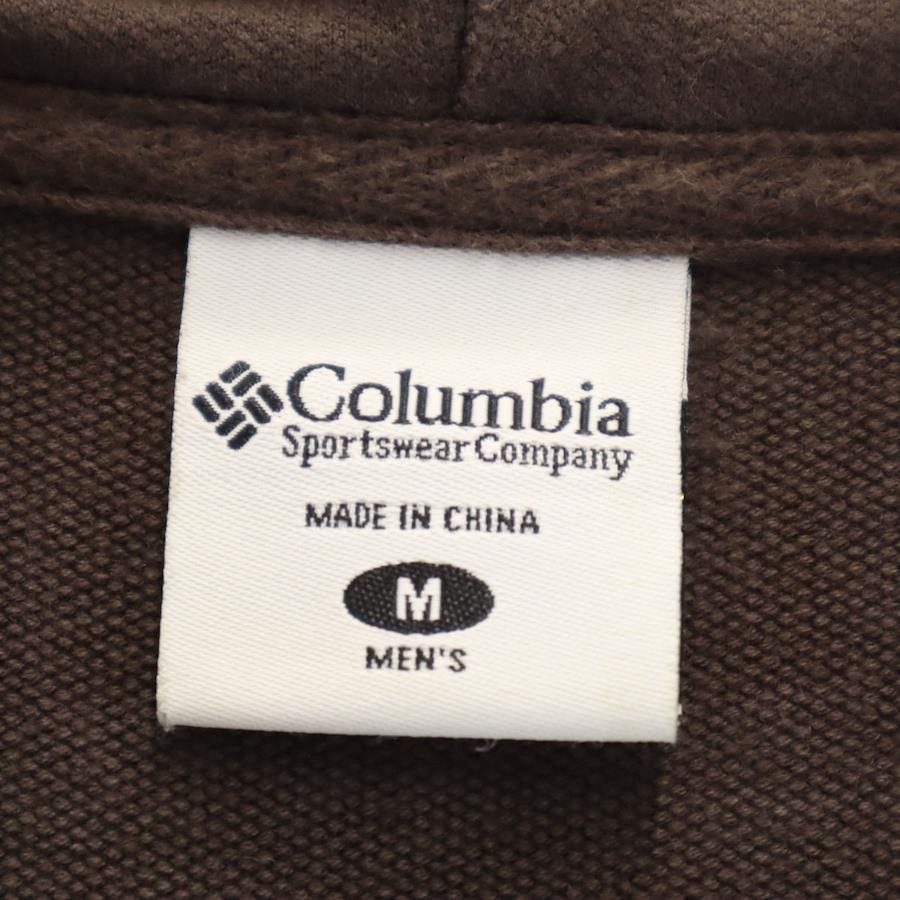 Columbia
Sportswear Company
MADE IN CHINA
M
MEN'S